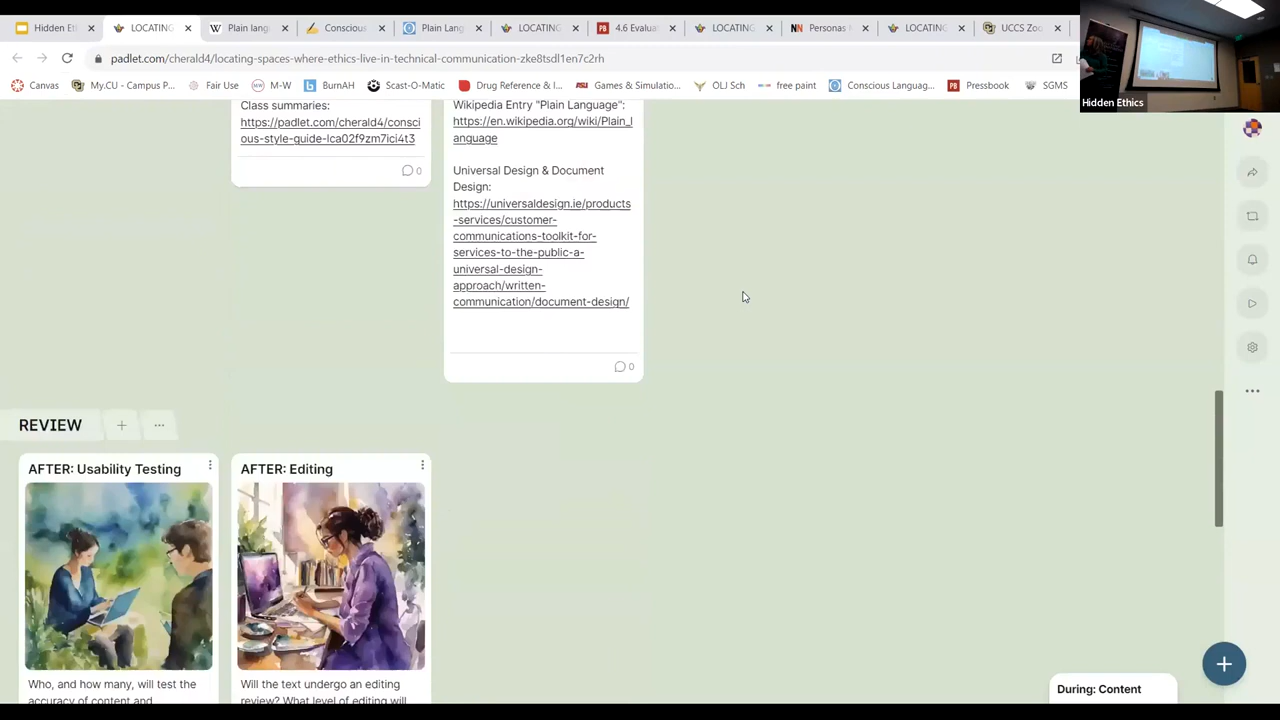 Hidden Et
LOCATING
Plain lang
Conscious
Plain Lang
LOCATING
4.6 Evalua
LOCATING
Personas
LOCATING
UCCS Zoo
padlet.com/cherald4/locating-spaces-where-ethics-live-in-technical-communication-zke8tsdl1en7c2rh
Canvas
My.CU - Campus P...
Fair Use
M-W
BurnAH
Scast-O-Matic
Drug Reference & I...
Games & Simulatio...
OLJ Sch
free paint
Conscious Languag...
Pressbook
SGMS
Hidden Ethics
Class summaries:
https://padlet.com/cherald4/consci
ous-style-guide-lca02f9zm7ici4t3
0
Wikipedia Entry "Plain Language":
https://en.wikipedia.org/wiki/Plain_l
anguage
Universal Design & Document
Design:
https://universaldesign.ie/products
-services/customer-
communications-toolkit-for-
services-to-the-public-a-
universal-design-
approach/written-
communication/document-design/
0
REVIEW
AFTER: Usability Testing
Who, and how many, will test the
accuracy of content and
AFTER: Editing
Will the text undergo an editing
review? What level of editing will
During: Content